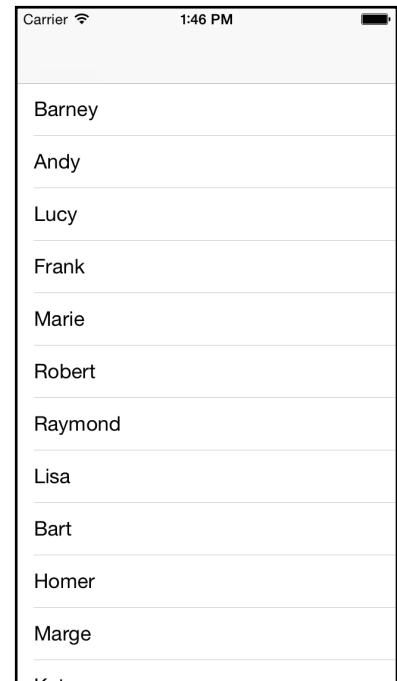 Carrier 1:46 PM
Barney
Andy
Lucy
Frank
Marie
Robert
Raymond
Lisa
Bart
Homer
Marge